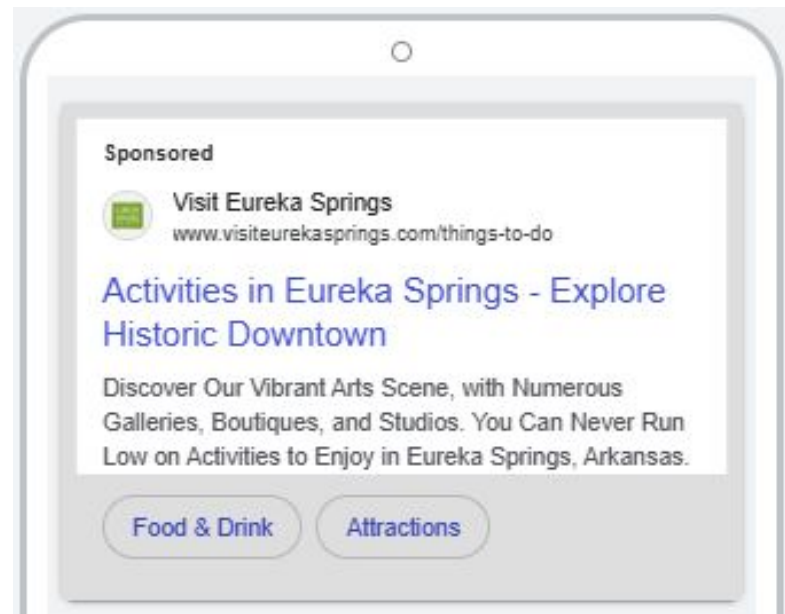 Sponsored
Visit Eureka Springs
www.visiteurekasprings.com/things-to-do
Activities in Eureka Springs - Explore
Historic Downtown
Discover Our Vibrant Arts Scene, with Numerous
Galleries, Boutiques, and Studios. You Can Never Run
Low on Activities to Enjoy in Eureka Springs, Arkansas.
Food & Drink
Attractions